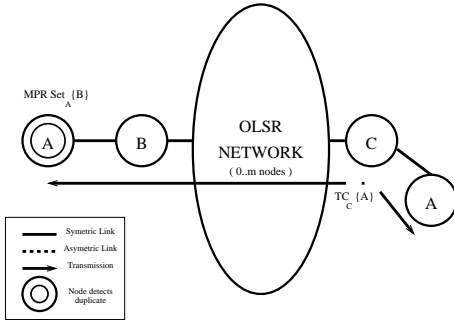 MPR Set A {B}
A
B
OLSR
NETWORK
( 0..m nodes )
C
A
TC C {A}
Symetric Link
Asymetric Link
Transmission
Node detects
duplicate